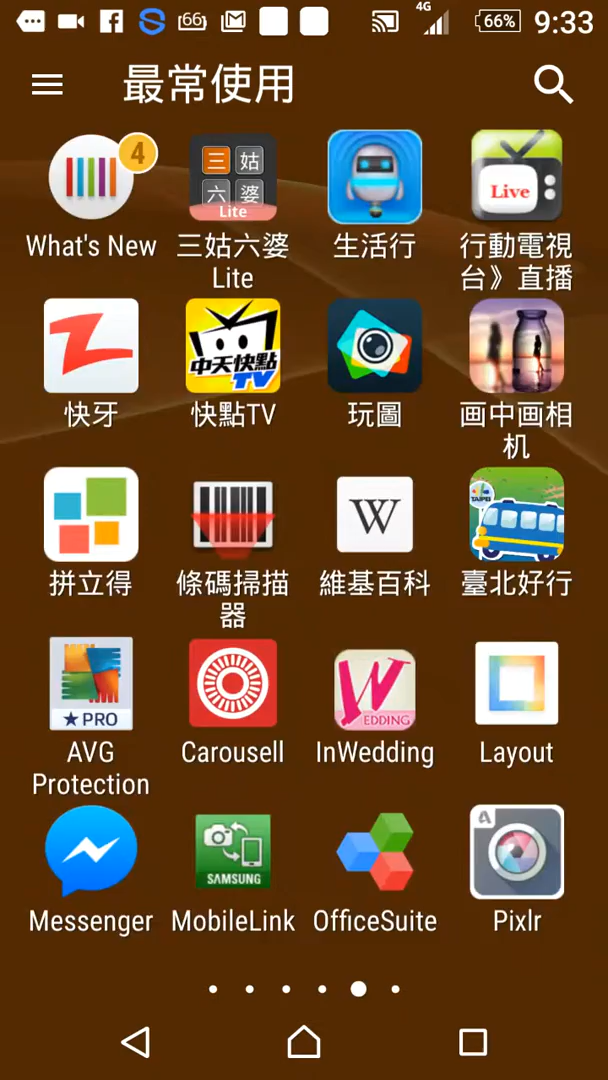 66
4G
66%
9:33
最常使用
4
三 姑
六 婆
Lite
Live
What's New
三姑六婆
Lite
生活行
行動電視
台》直播
中天快點
TV
快牙
快點TV
玩圖
画中画相
机
W
TAIPEI
拼立得
條碼掃描
器
維基百科
臺北好行
★ PRO
WEDDING
AVG
Protection
Carousell
InWedding
Layout
SAMSUNG
Messenger
MobileLink
OfficeSuite
Pixlr